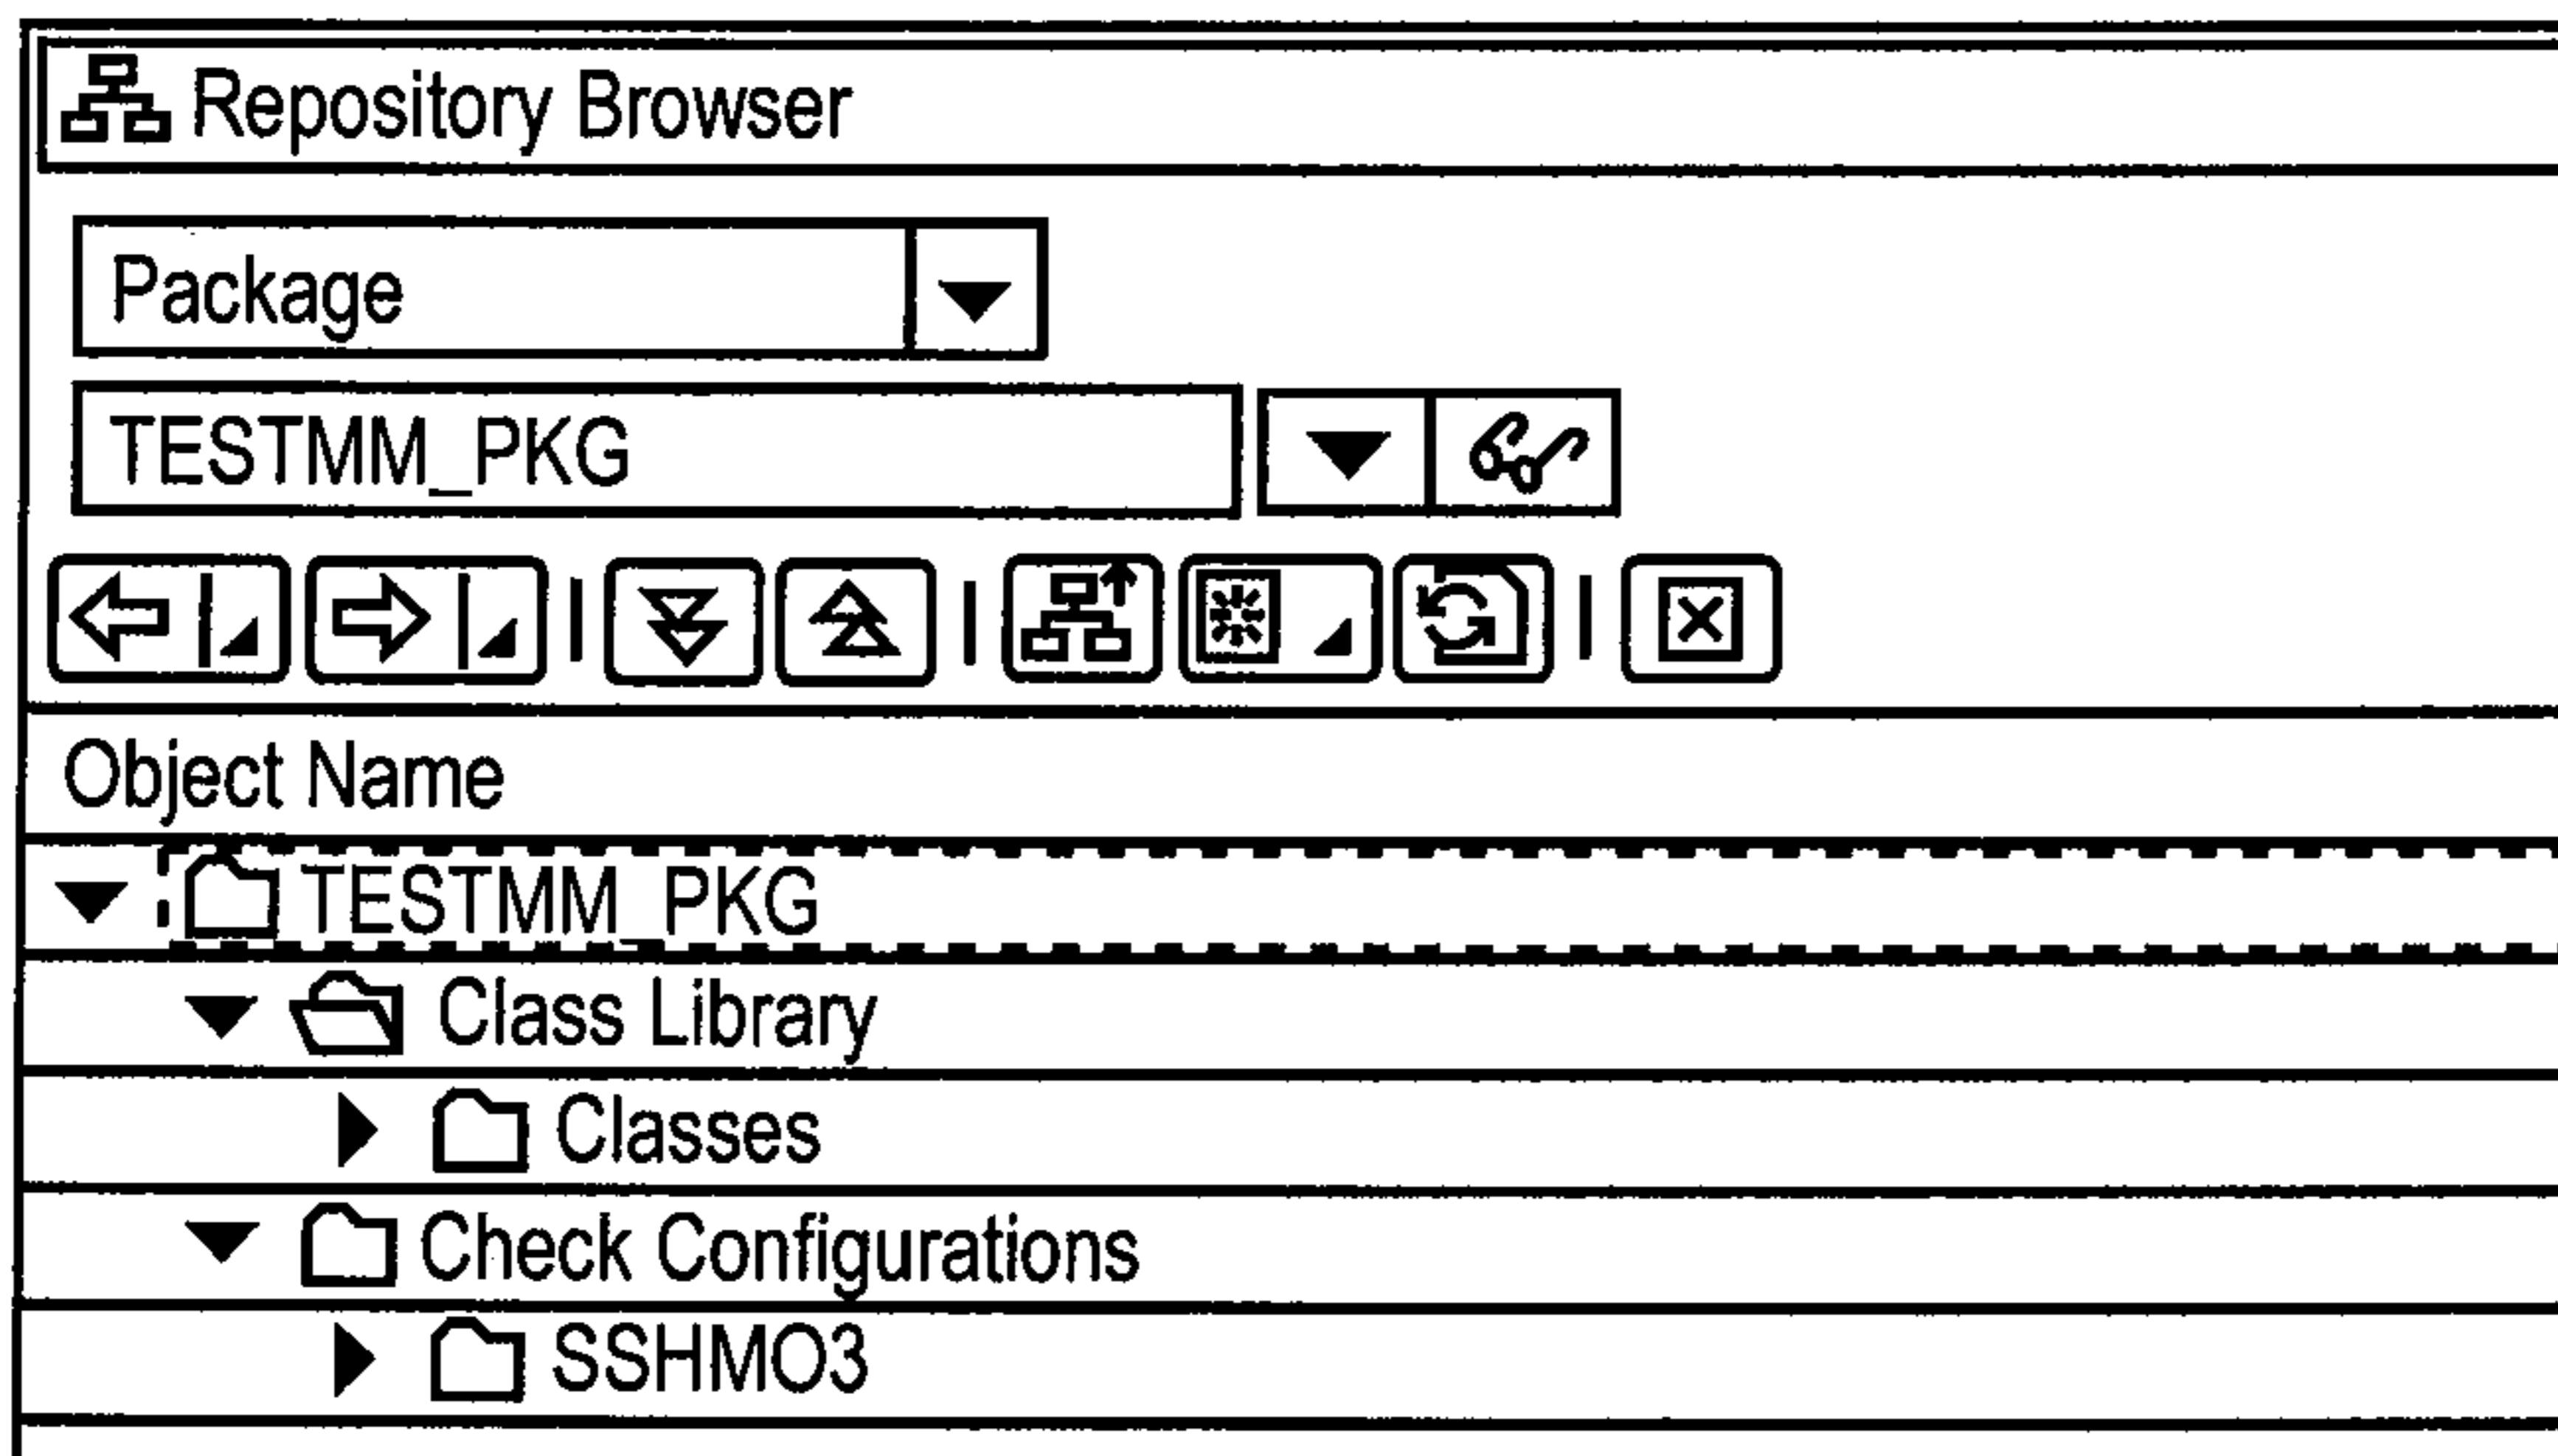 Repository Browser
Package
TESTMM_PKG
Object Name
TESTMM_PKG
Class Library
Classes
Check Configurations
SSHMO3